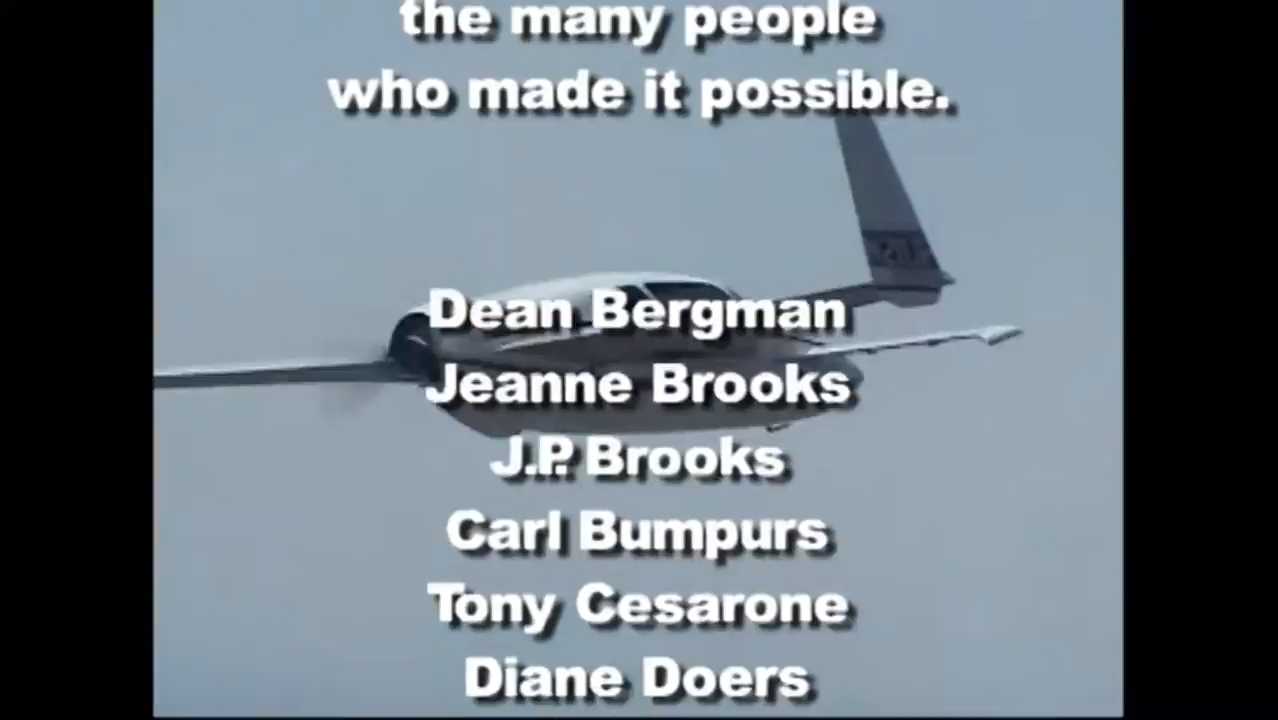 the many people
who made it possible.
Dean Bergman
Jeanne Brooks
J.P. Brooks
Carl Bumpurs
Tony Cesarone
Diane Doers